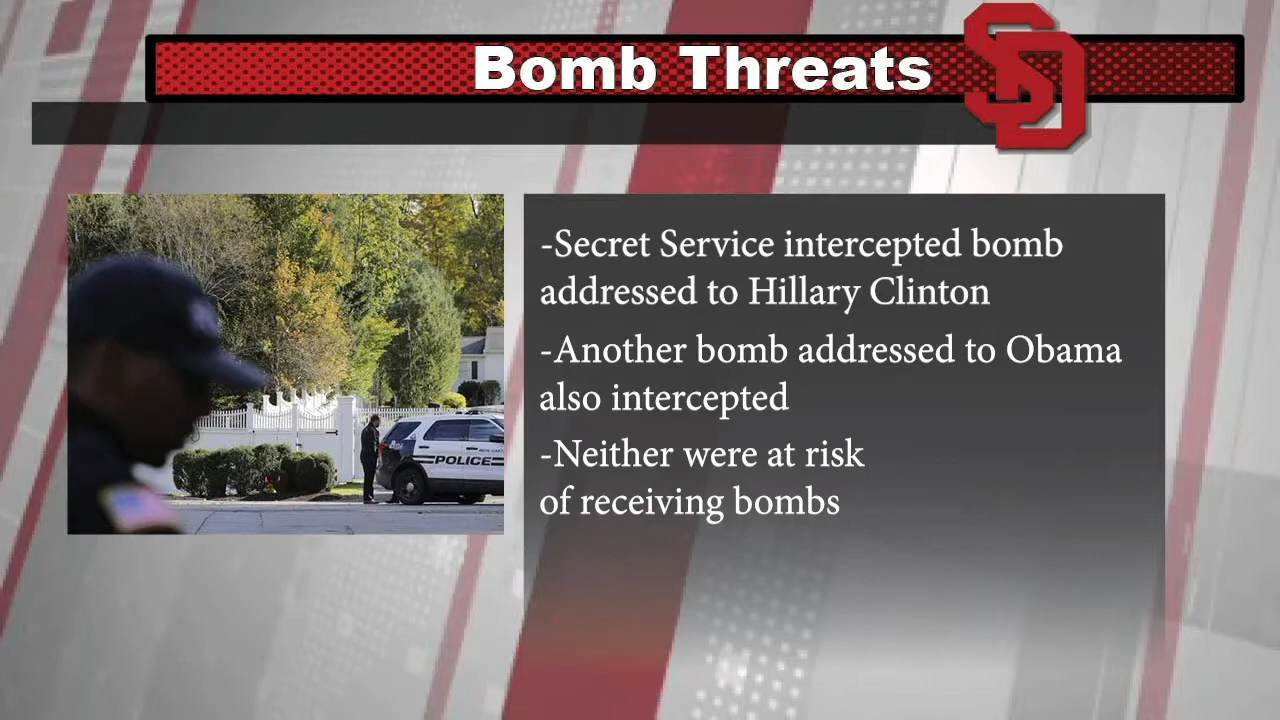 Bomb Threats
SD
-Secret Service intercepted bomb
addressed to Hillary Clinton
-Another bomb addressed to Obama
also intercepted
-Neither were at risk
of receiving bombs
POLICE